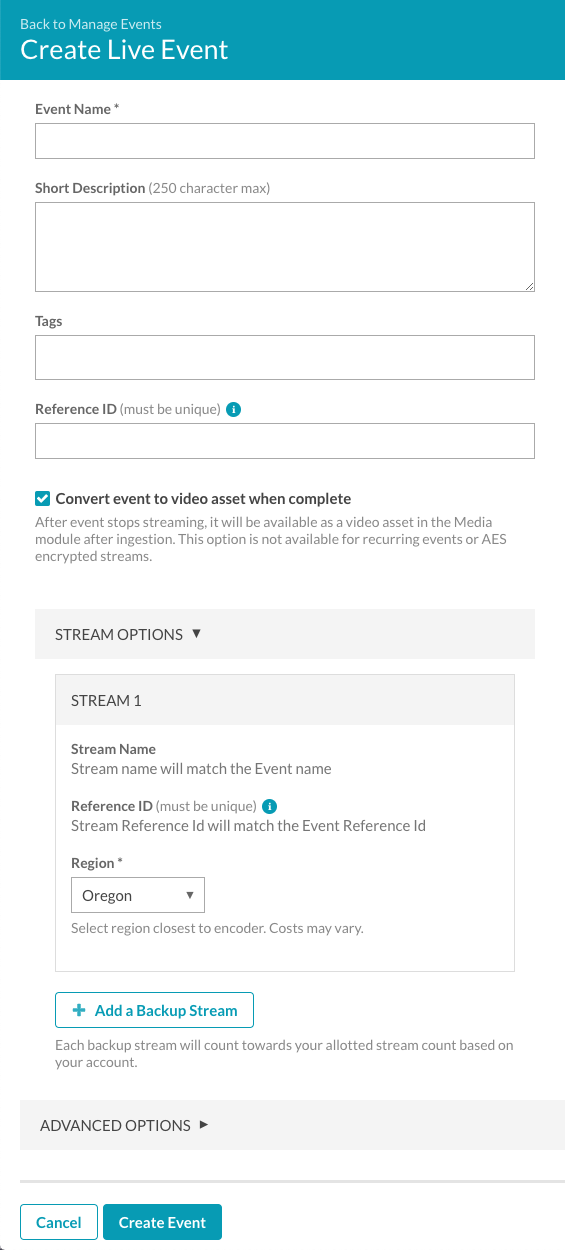 Back to Manage Events
Create Live Event
Event Name *
Short Description (250 character max)
Tags
Reference ID (must be unique) i
Convert event to video asset when complete
After event stops streaming, it will be available as a video asset in the Media
module after ingestion. This option is not available for recurring events or AES
encrypted streams.
STREAM OPTIONS ▼
STREAM 1
Stream Name
Stream name will match the Event name
Reference ID (must be unique) i
Stream Reference Id will match the Event Reference Id
Region *
Oregon ▼
Select region closest to encoder. Costs may vary.
+ Add a Backup Stream
Each backup stream will count towards your allotted stream count based on
your account.
ADVANCED OPTIONS ►
Cancel Create Event